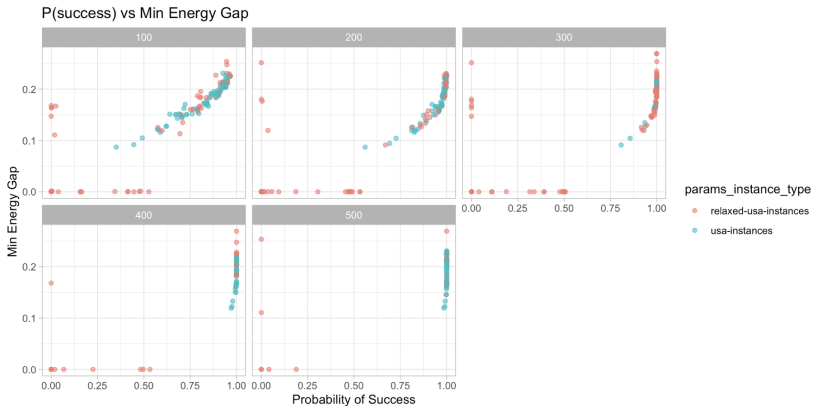 P(success) vs Min Energy Gap
100
200
300
0.2
0.1
0.0
0.00 0.25 0.50 0.75 1.00
400
500
0.2
0.1
0.0
0.00 0.25 0.50 0.75 1.00
0.00 0.25 0.50 0.75 1.00
Min Energy Gap
Probability of Success
params_instance_type
relaxed-usa-instances
usa-instances